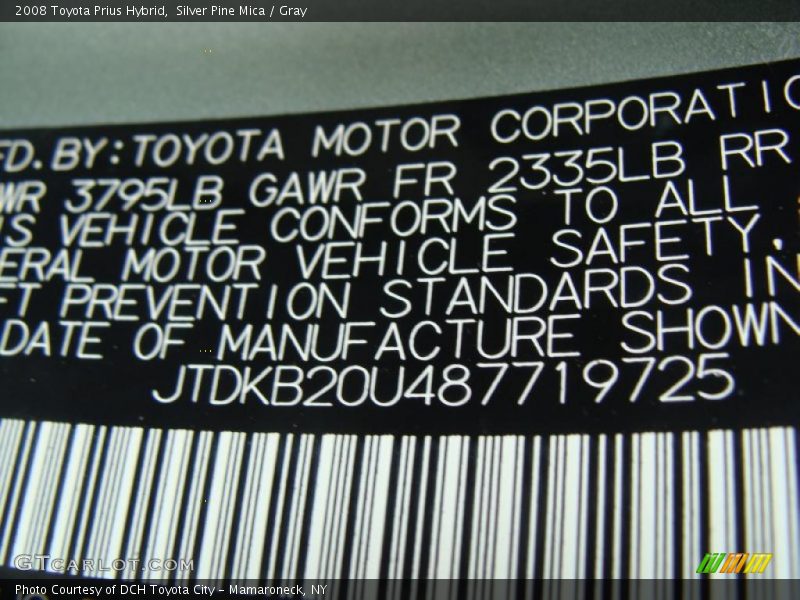 2008 Toyota Prius Hybrid,  Silver Pine Mica / Gray
FD. BY: TOYOTA MOTOR CORPORATIO
WR 3795LB GAWR FR 2335LB RR
IS VEHICLE CONFORMS TO ALL
ERAL MOTOR VEHICLE SAFETY,
FT PREVENTION STANDARDS IN
DATE OF MANUFACTURE SHOWN
JTDKB20U487719725
GTCARLOT.COM
Photo Courtesy of DCH Toyota City - Mamaroneck, NY